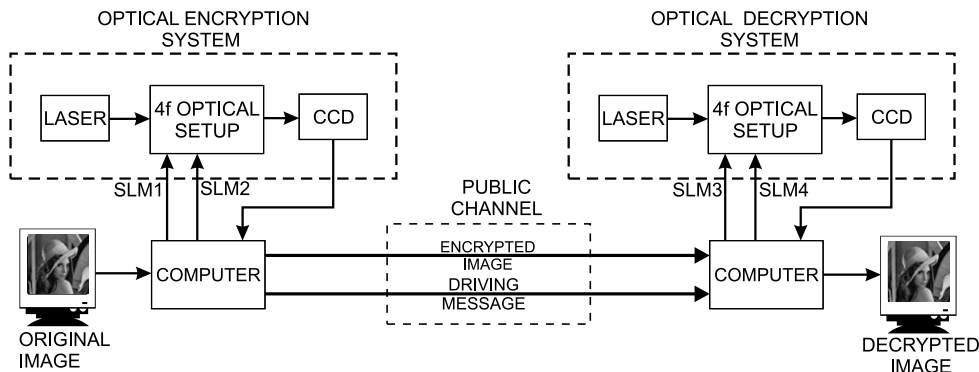 OPTICAL ENCRYPTION
SYSTEM
LASER
4f OPTICAL
SETUP
CCD
SLM1
SLM2
COMPUTER
ORIGINAL
IMAGE
PUBLIC
CHANNEL
ENCRYPTED
IMAGE
DRIVING
MESSAGE
OPTICAL DECRYPTION
SYSTEM
LASER
4f OPTICAL
SETUP
CCD
SLM3
SLM4
COMPUTER
DECRYPTED
IMAGE